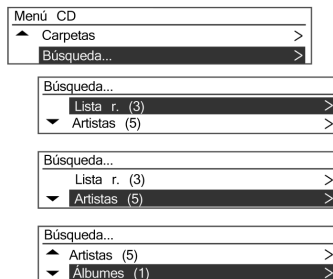 Menú CD
Carpetas >
Búsqueda... >
Búsqueda...
Lista r. (3) >
Artistas (5) >
Búsqueda...
Lista r. (3) >
Artistas (5) >
Búsqueda...
Artistas (5) >
Álbumes (1) >